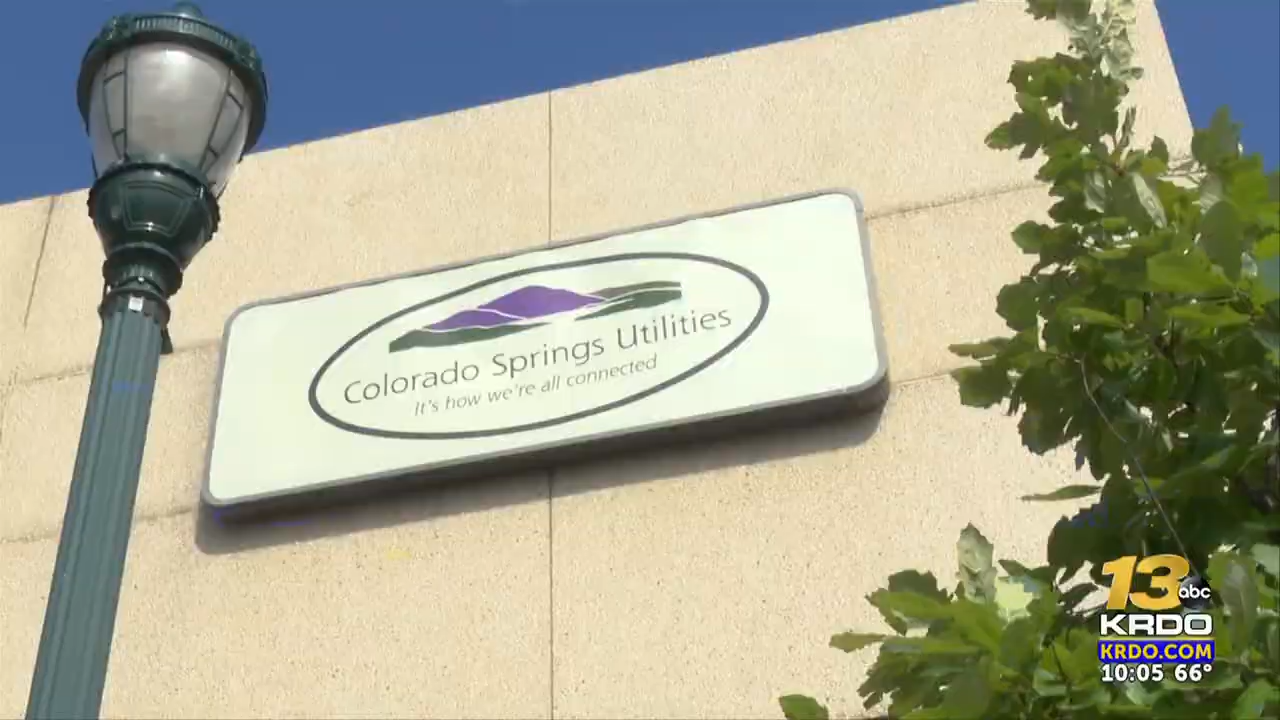 Colorado Springs Utilities
It's how we're all connected
13 abc
KRDO
KRDO.COM
10:05 66°